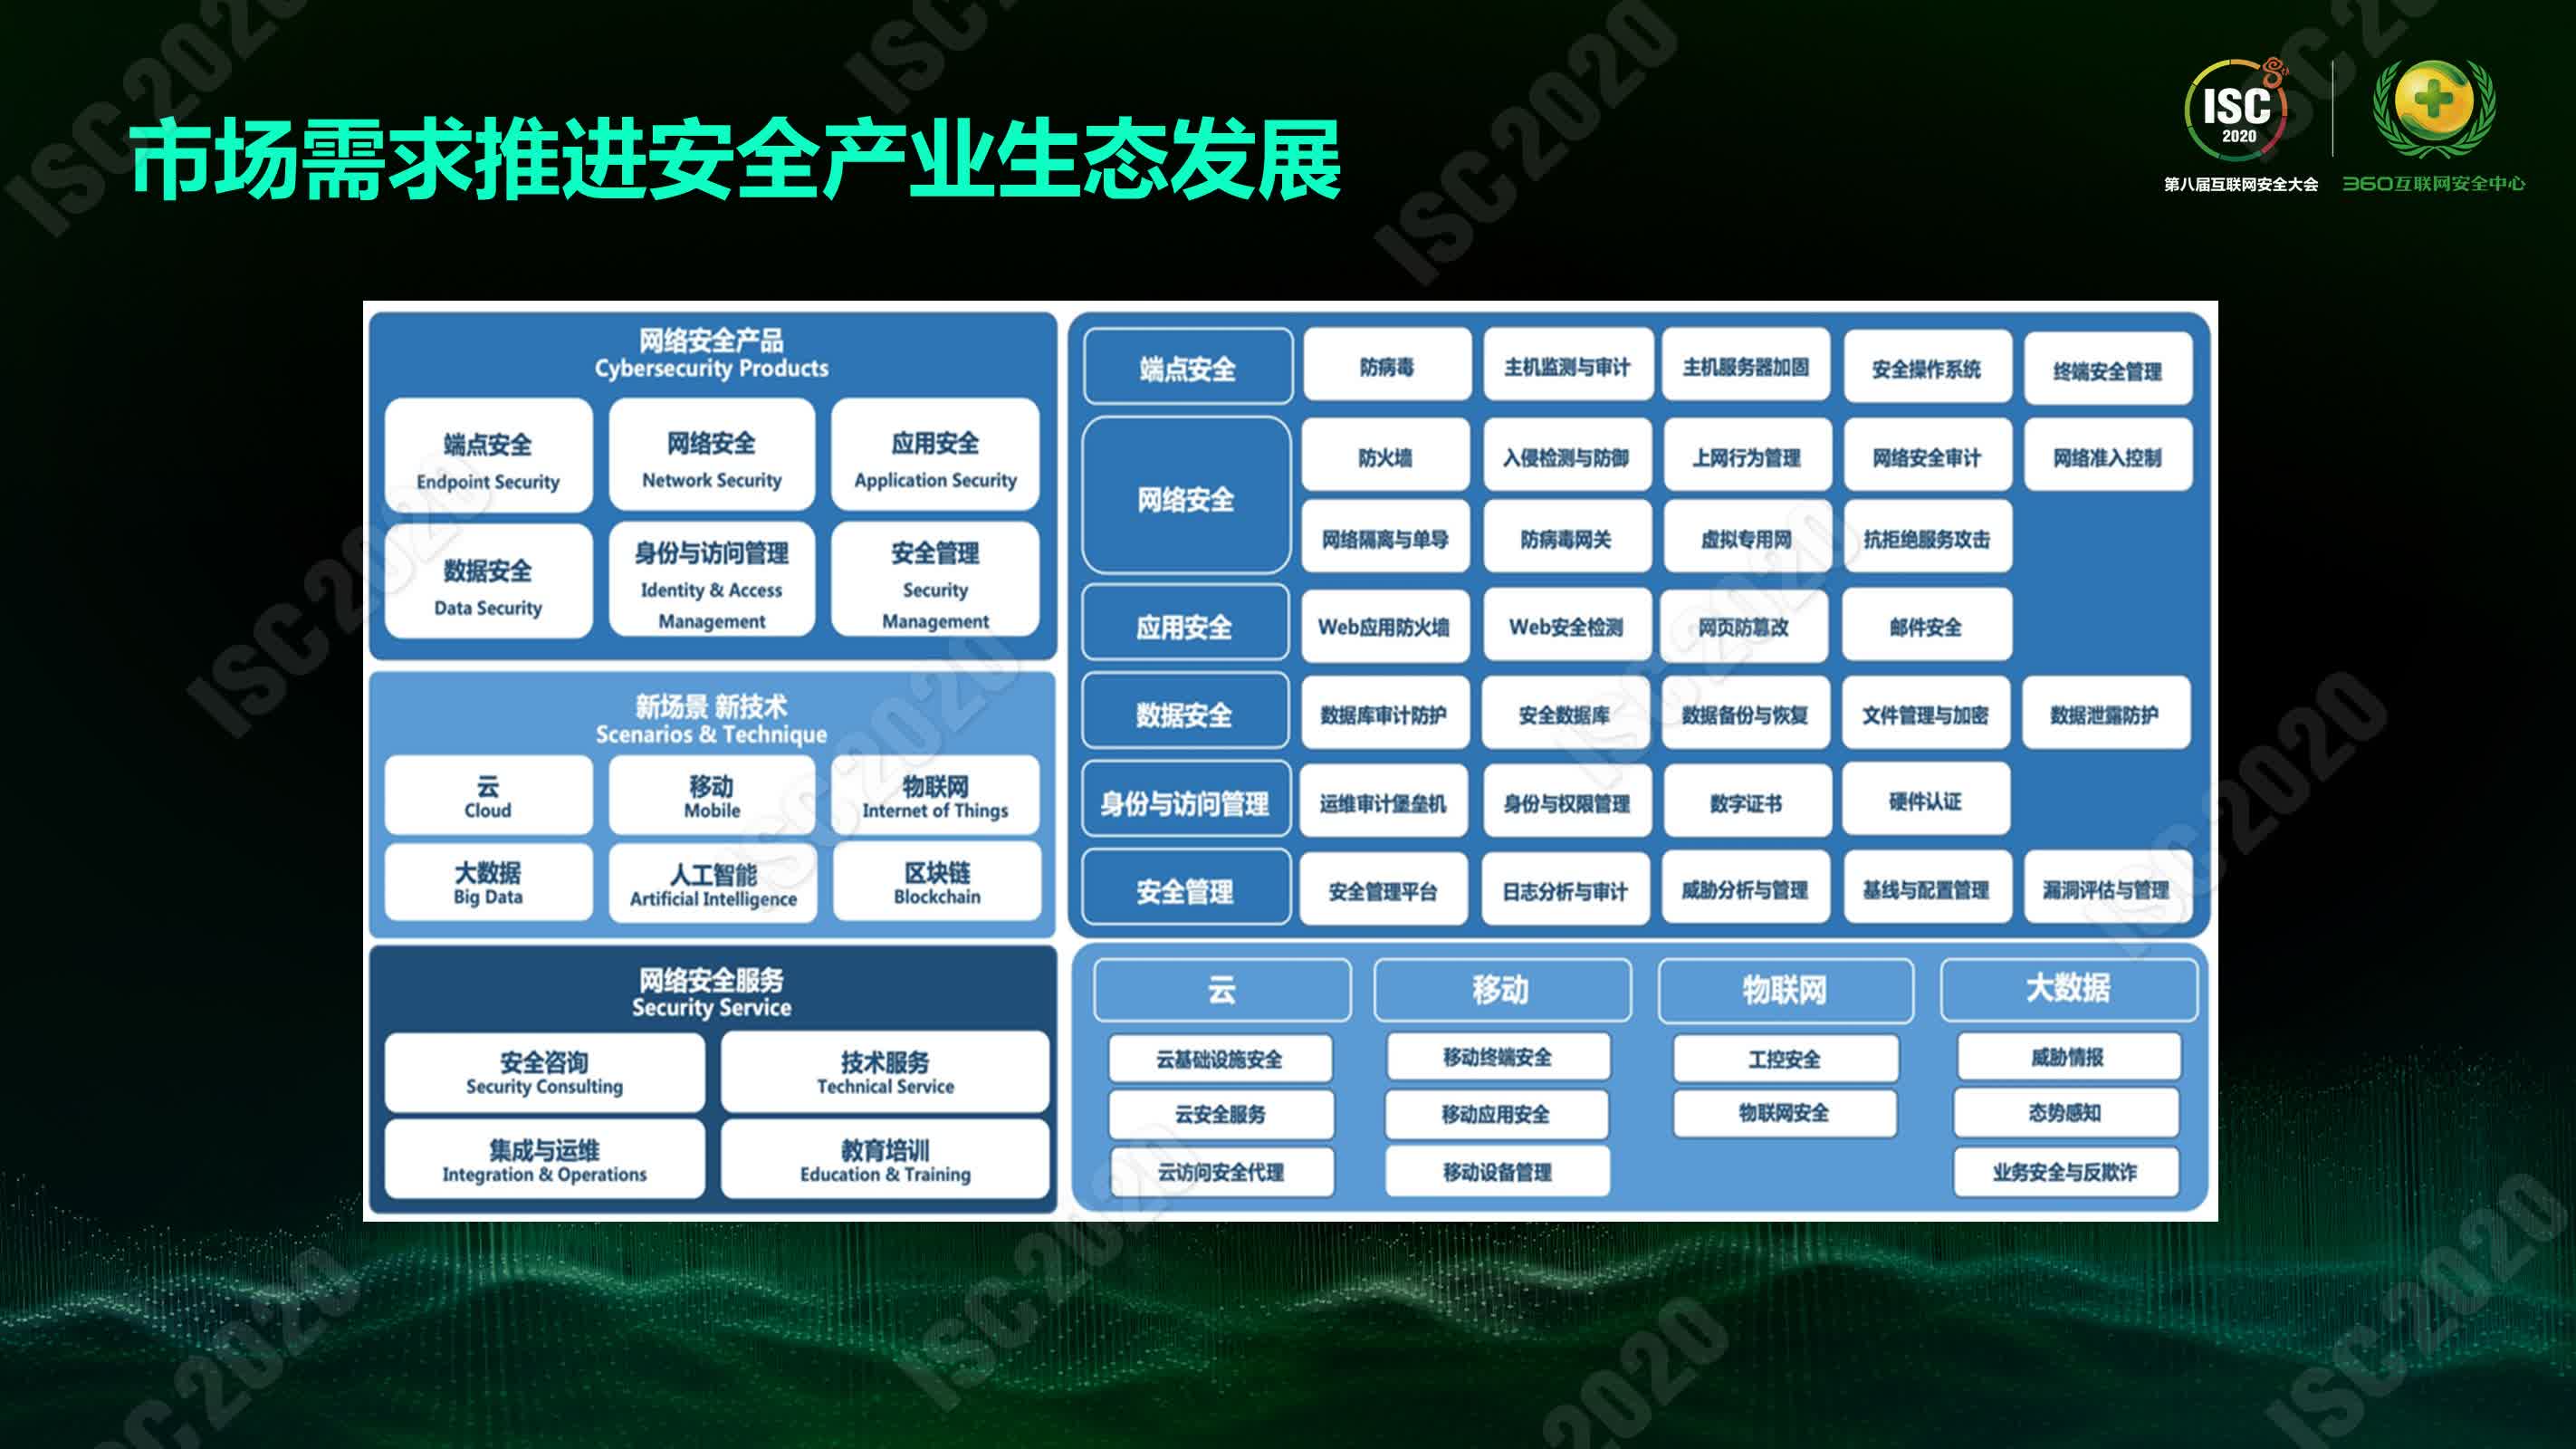 市场需求推进安全产业生态发展
ISC
2020
8th
第八届互联网安全大会
360互联网安全中心
网络安全产品
Cybersecurity Products
端点安全
Endpoint Security
网络安全
Network Security
应用安全
Application Security
数据安全
Data Security
身份与访问管理
Identity & Access
Management
安全管理
Security
Management
新场景 新技术
Scenarios & Technique
云
Cloud
移动
Mobile
物联网
Internet of Things
大数据
Big Data
人工智能
Artificial Intelligence
区块链
Blockchain
网络安全服务
Security Service
安全咨询
Security Consulting
技术服务
Technical Service
集成与运维
Integration & Operations
教育培训
Education & Training
端点安全
防病毒
主机监测与审计
主机服务器加固
安全操作系统
终端安全管理
网络安全
防火墙
入侵检测与防御
上网行为管理
网络安全审计
网络准入控制
网络隔离与单导
防病毒网关
虚拟专用网
抗拒绝服务攻击
应用安全
Web应用防火墙
Web安全检测
网页防篡改
邮件安全
数据安全
数据库审计防护
安全数据库
数据备份与恢复
文件管理与加密
数据泄露防护
身份与访问管理
运维审计堡垒机
身份与权限管理
数字证书
硬件认证
安全管理
安全管理平台
日志分析与审计
威胁分析与管理
基线与配置管理
漏洞评估与管理
云
移动
物联网
大数据
云基础设施安全
移动终端安全
工控安全
威胁情报
云安全服务
移动应用安全
物联网安全
态势感知
云访问安全代理
移动设备管理
业务安全与反欺诈
ISC 2020
ISC 2020
ISC 2020
ISC 2020
ISC 2020
ISC 2020
ISC 2020
ISC 2020
ISC 2020